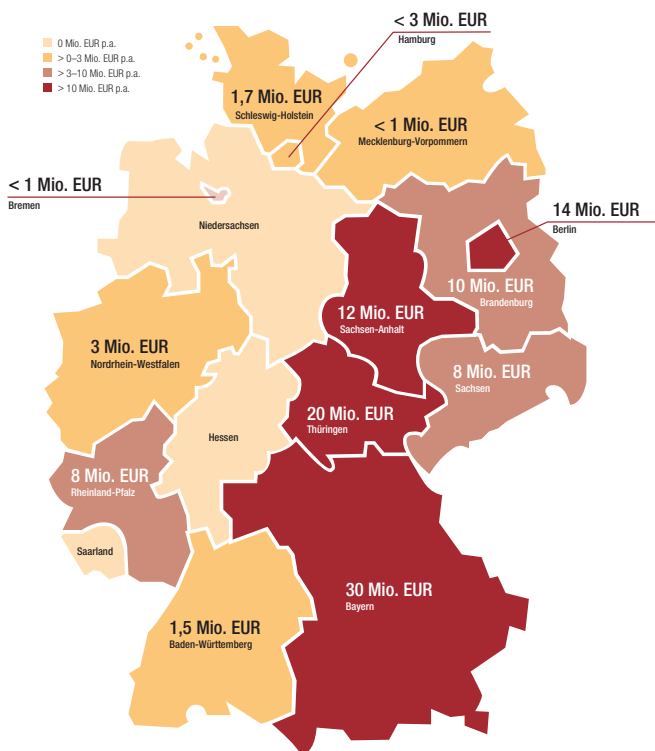 < 3 Mio. EUR
Hamburg
0 Mio. EUR p.a.
> 0–3 Mio. EUR p.a.
> 3–10 Mio. EUR p.a.
> 10 Mio. EUR p.a.
1,7 Mio. EUR
Schleswig-Holstein
< 1 Mio. EUR
Mecklenburg-Vorpommern
< 1 Mio. EUR
Bremen
Niedersachsen
14 Mio. EUR
Berlin
10 Mio. EUR
Brandenburg
12 Mio. EUR
Sachsen-Anhalt
3 Mio. EUR
Nordrhein-Westfalen
8 Mio. EUR
Sachsen
20 Mio. EUR
Thüringen
Hessen
8 Mio. EUR
Rheinland-Pfalz
Saarland
30 Mio. EUR
Bayern
1,5 Mio. EUR
Baden-Württemberg